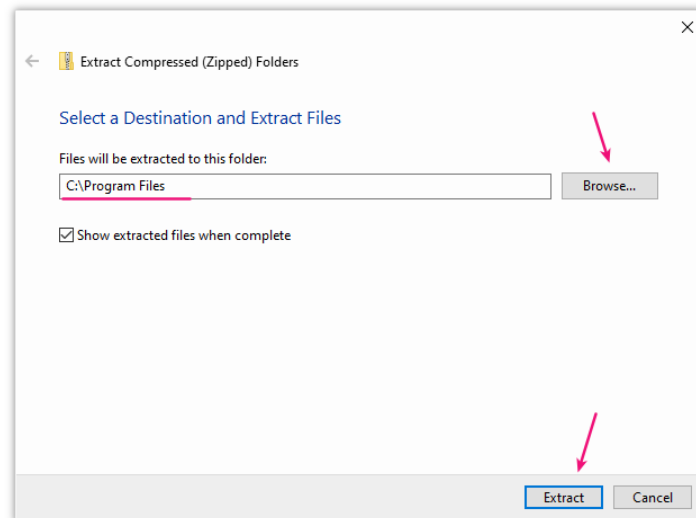 Extract Compressed (Zipped) Folders
Select a Destination and Extract Files
Files will be extracted to this folder:
C:\Program Files
Browse...
Show extracted files when complete
Extract
Cancel